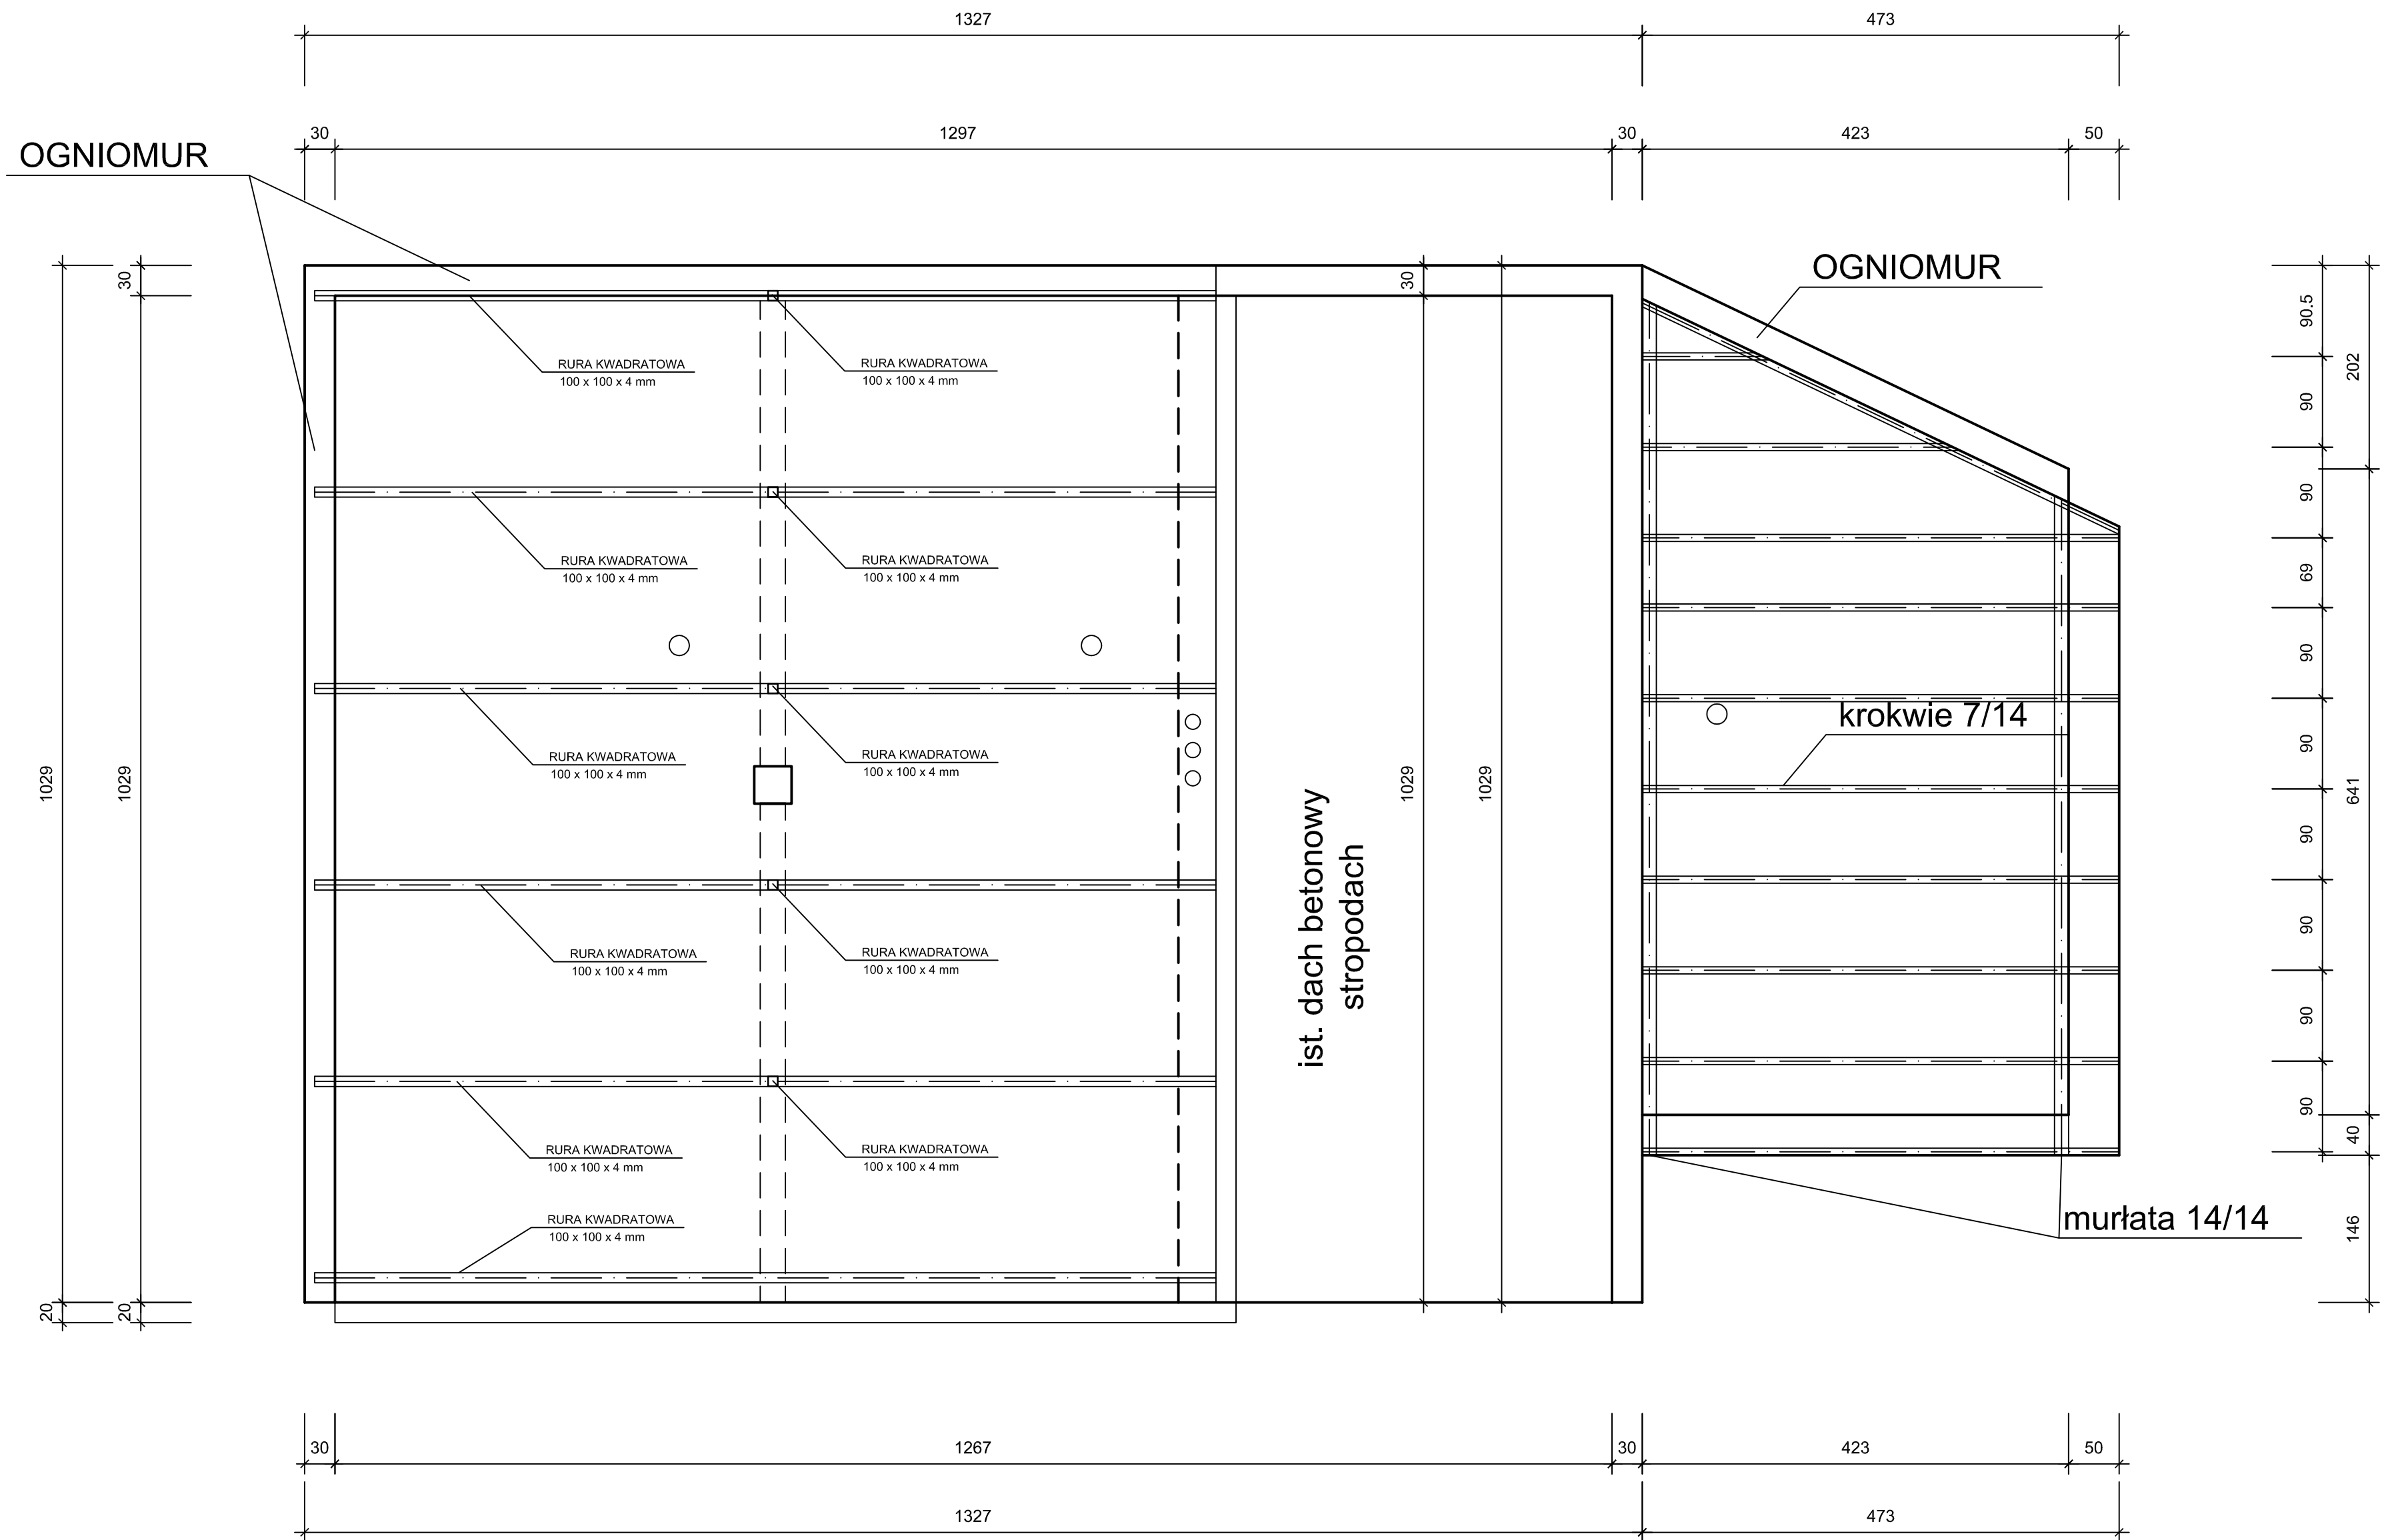 1327
473
30
1297
30
423
50
OGNIOMUR
OGNIOMUR
30
30
30
90.5
90
90
69
90
90
90
90
90
90
202
641
40
146
RURA KWADRATOWA
100 x 100 x 4 mm
RURA KWADRATOWA
100 x 100 x 4 mm
RURA KWADRATOWA
100 x 100 x 4 mm
RURA KWADRATOWA
100 x 100 x 4 mm
RURA KWADRATOWA
100 x 100 x 4 mm
RURA KWADRATOWA
100 x 100 x 4 mm
RURA KWADRATOWA
100 x 100 x 4 mm
RURA KWADRATOWA
100 x 100 x 4 mm
RURA KWADRATOWA
100 x 100 x 4 mm
RURA KWADRATOWA
100 x 100 x 4 mm
RURA KWADRATOWA
100 x 100 x 4 mm
1029
1029
1029
1029
ist. dach betonowy
stropodach
krokwie 7/14
murłata 14/14
20
20
30
1267
30
423
50
1327
473